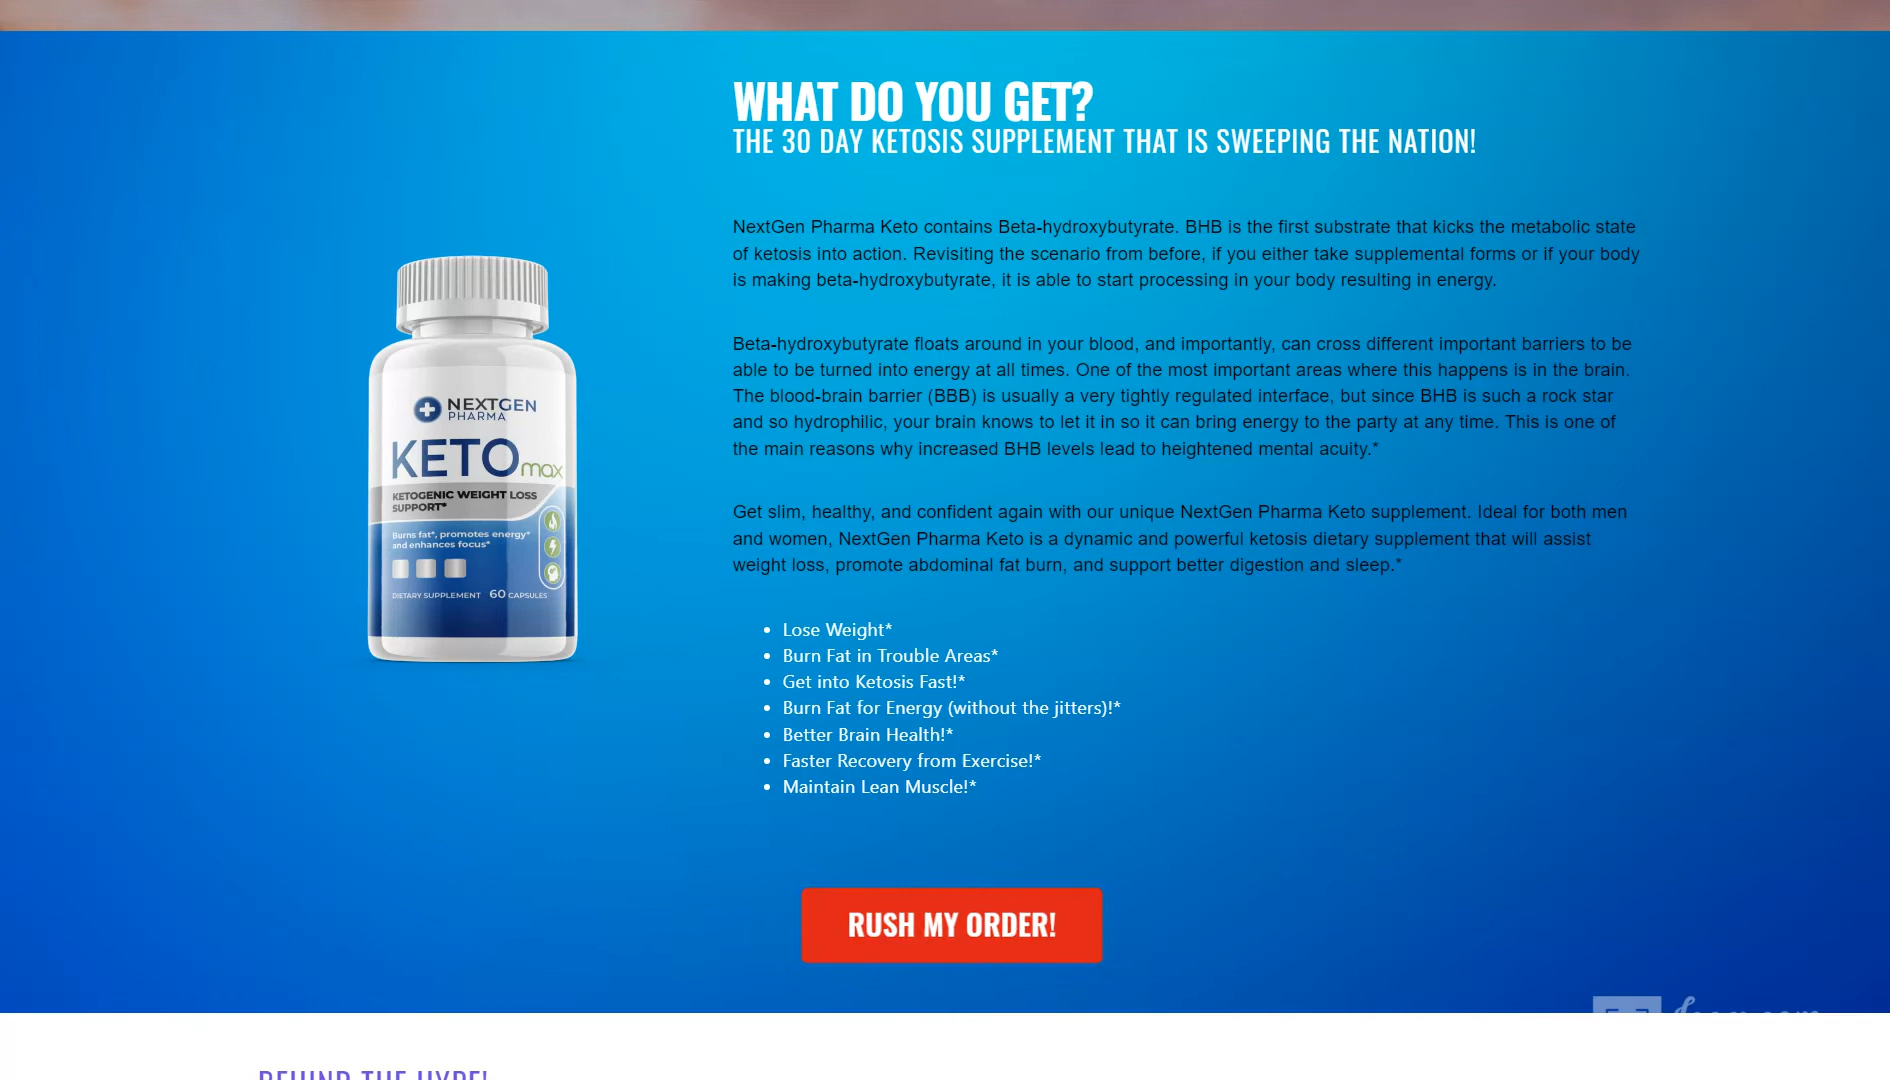 WHAT DO YOU GET?
THE 30 DAY KETOSIS SUPPLEMENT THAT IS SWEEPING THE NATION!
NextGen Pharma Keto contains Beta-hydroxybutyrate. BHB is the first substrate that kicks the metabolic state
of ketosis into action. Revisiting the scenario from before, if you either take supplemental forms or if your body
is making beta-hydroxybutyrate, it is able to start processing in your body resulting in energy.
Beta-hydroxybutyrate floats around in your blood, and importantly, can cross different important barriers to be
able to be turned into energy at all times. One of the most important areas where this happens is in the brain.
The blood-brain barrier (BBB) is usually a very tightly regulated interface, but since BHB is such a rock star
and so hydrophilic, your brain knows to let it in so it can bring energy to the party at any time. This is one of
the main reasons why increased BHB levels lead to heightened mental acuity.*
Get slim, healthy, and confident again with our unique NextGen Pharma Keto supplement. Ideal for both men
and women, NextGen Pharma Keto is a dynamic and powerful ketosis dietary supplement that will assist
weight loss, promote abdominal fat burn, and support better digestion and sleep.*
NEXTGEN
PHARMA
KETO max
KETOGENIC WEIGHT LOSS
SUPPORT*
Burns fat*, promotes energy*
and enhances focus*
DIETARY SUPPLEMENT 60 CAPSULES
• Lose Weight*
• Burn Fat in Trouble Areas*
• Get into Ketosis Fast!*
• Burn Fat for Energy (without the jitters)!*
• Better Brain Health!*
• Faster Recovery from Exercise!*
• Maintain Lean Muscle!*
RUSH MY ORDER!
BEHIND THE HYPE!